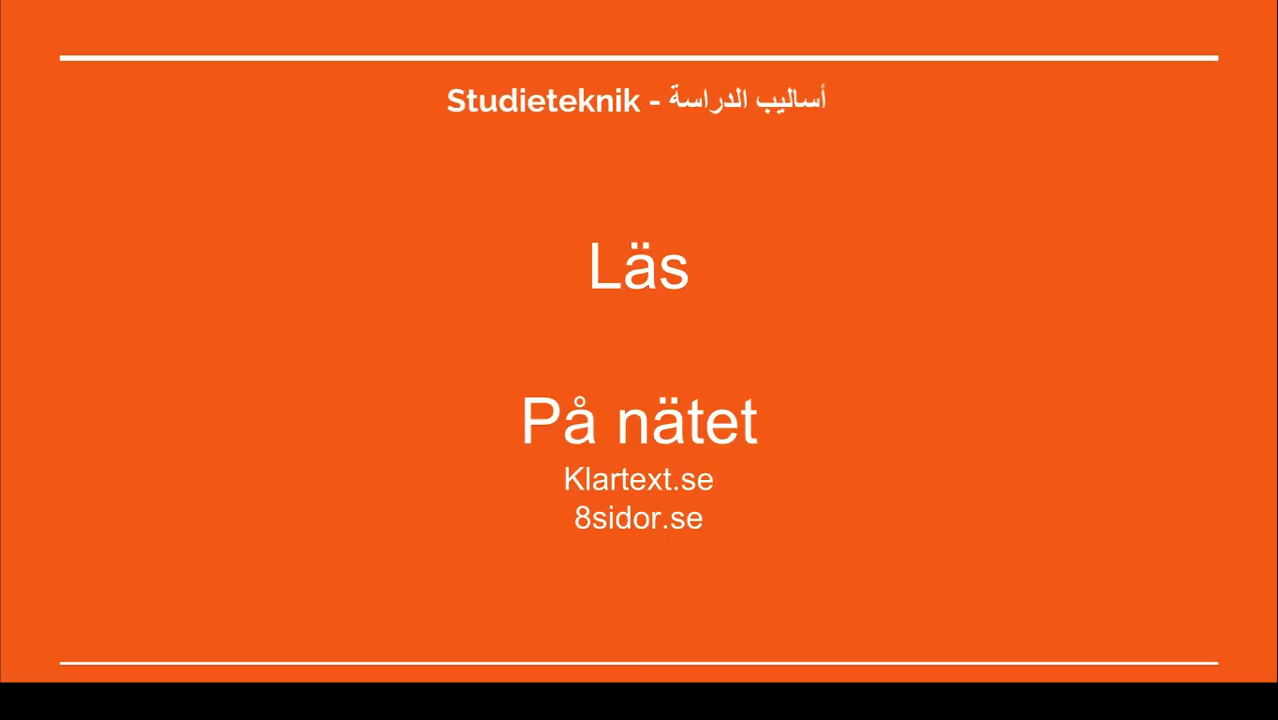 Studieteknik - أساليب الدراسة
Läs
På nätet
Klartext.se
8sidor.se